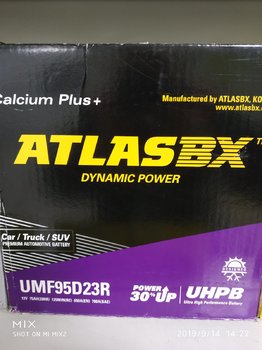 Calcium Plus+
Manufactured by ATLASBX, KO
www.atlasbx.
ATLASBX
DYNAMIC POWER
Car / Truck / SUV
PREMIUM AUTOMOTIVE BATTERY
UMF95D23R
POWER
30%UP
UHPB
Ultra High Performance Battery
MIX
SHOT ON MI MIX2
2019/9/14 14:22